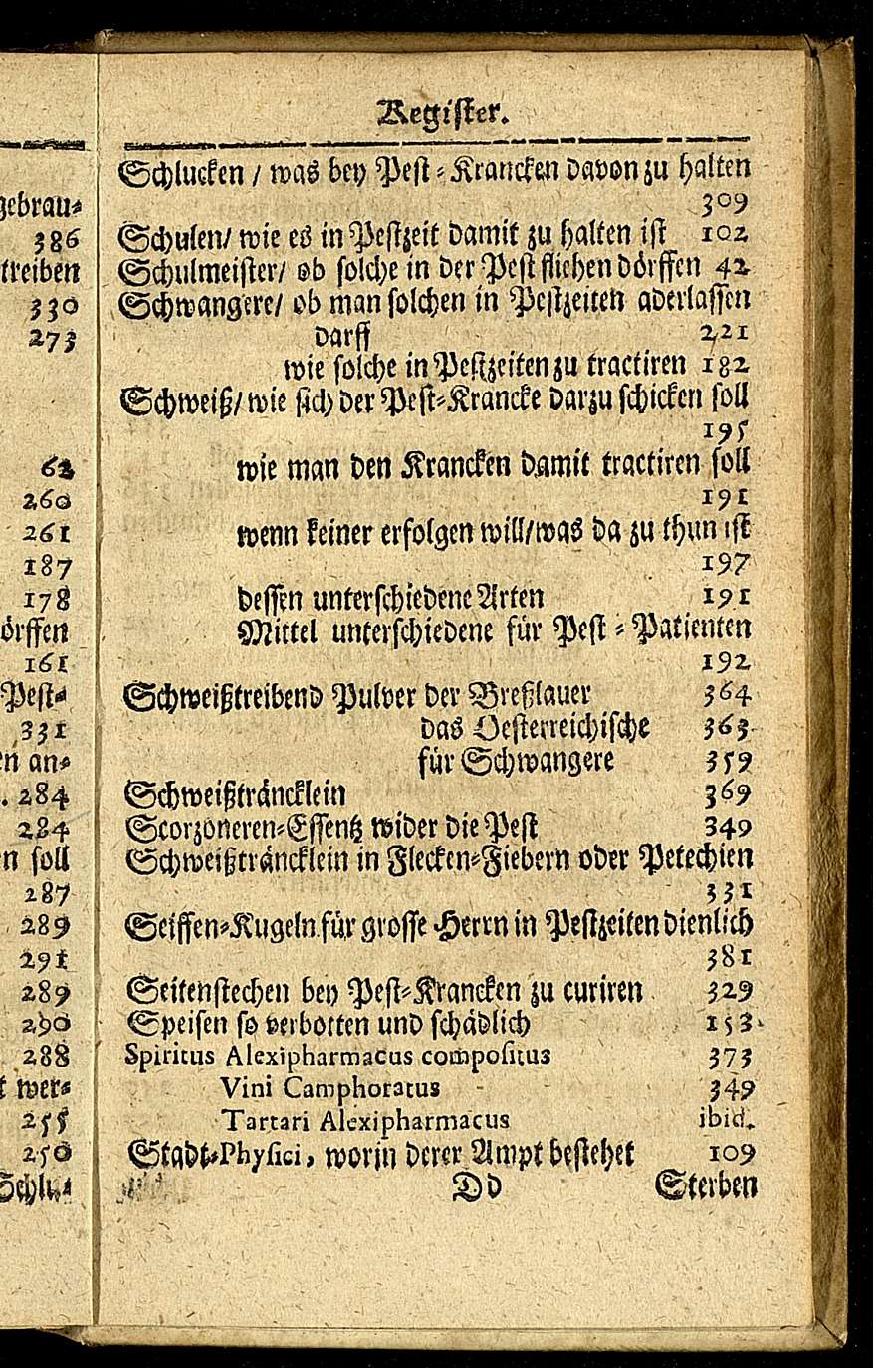 gebrau-
386
treiben
330
273
62
260
261
187
178
örffen
161
Pest-
331
en an-
. 284
284
en soll
287
289
291
289
290
288
t wer-
255
250
Schlu-
Register.
Schlucken / was bey Pest-Krancken davon zu halten
309
Schulen/ wie es in Pestzeit damit zu halten ist 102
Schulmeister/ ob solche in der Pest fliehen dörffen 42
Schwangere/ ob man solchen in Pestzeiten aderlassen
darff 221
wie solche in Pestzeiten zu tractiren 182
Schweiß/ wie sich der Pest-Krancke darzu schicken soll
195
wie man den Krancken damit tractiren soll
191
wenn keiner erfolgen will/was da zu thun ist
197
dessen unterschiedene Arten 191
Mittel unterschiedene für Pest-Patienten
192
Schweißtreibend Pulver der Breßlauer 364
das Oesterreichische 363
für Schwangere 359
Schweißträncklein 369
Scorzoneren-Essentz wider die Pest 349
Schweißträncklein in Flecken-Fiebern oder Petechien
331
Seiffen-Kugeln für grosse Herrn in Pestzeiten dienlich
381
Seitenstechen bey Pest-Krancken zu curiren 329
Speisen so verbotten und schädlich 153.
Spiritus Alexipharmacus compositus 373
Vini Camphoratus 349
Tartari Alexipharmacus ibid.
Stadt-Physici, worin derer Ampt bestehet 109
Dd Sterben